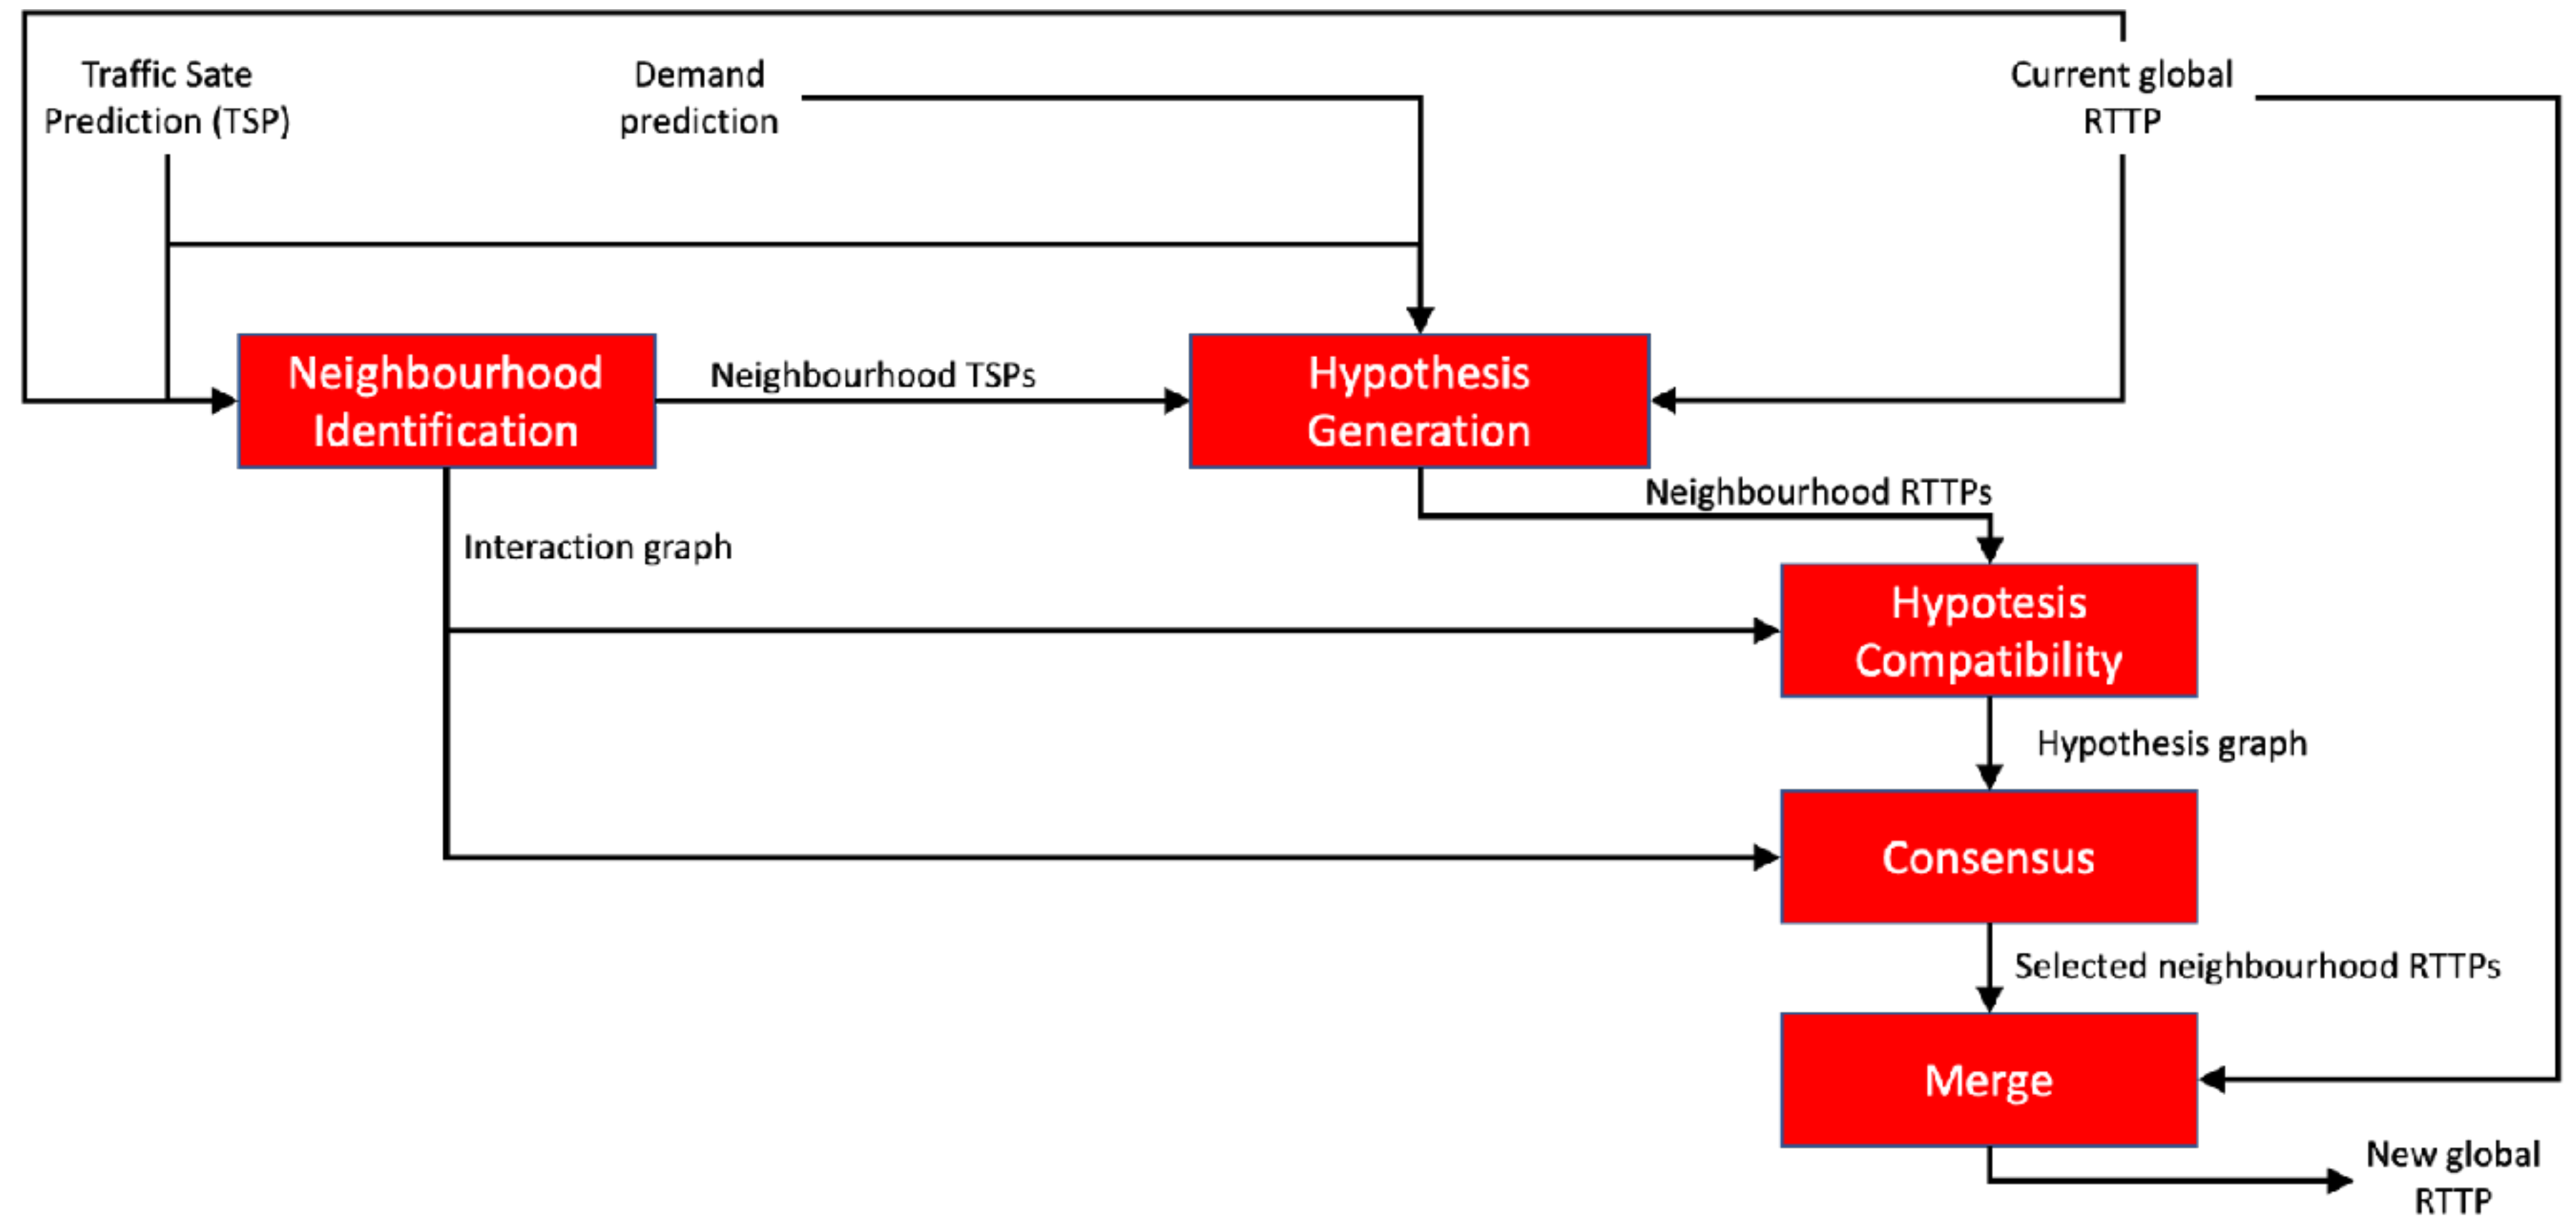 Traffic Sate
Prediction (TSP)
Demand
prediction
Current global
RTTP
Neighbourhood
Identification
Neighbourhood TSPs
Hypothesis
Generation
Neighbourhood RTTPs
Interaction graph
Hypotesis
Compatibility
Hypothesis graph
Consensus
Selected neighbourhood RTTPs
Merge
New global
RTTP